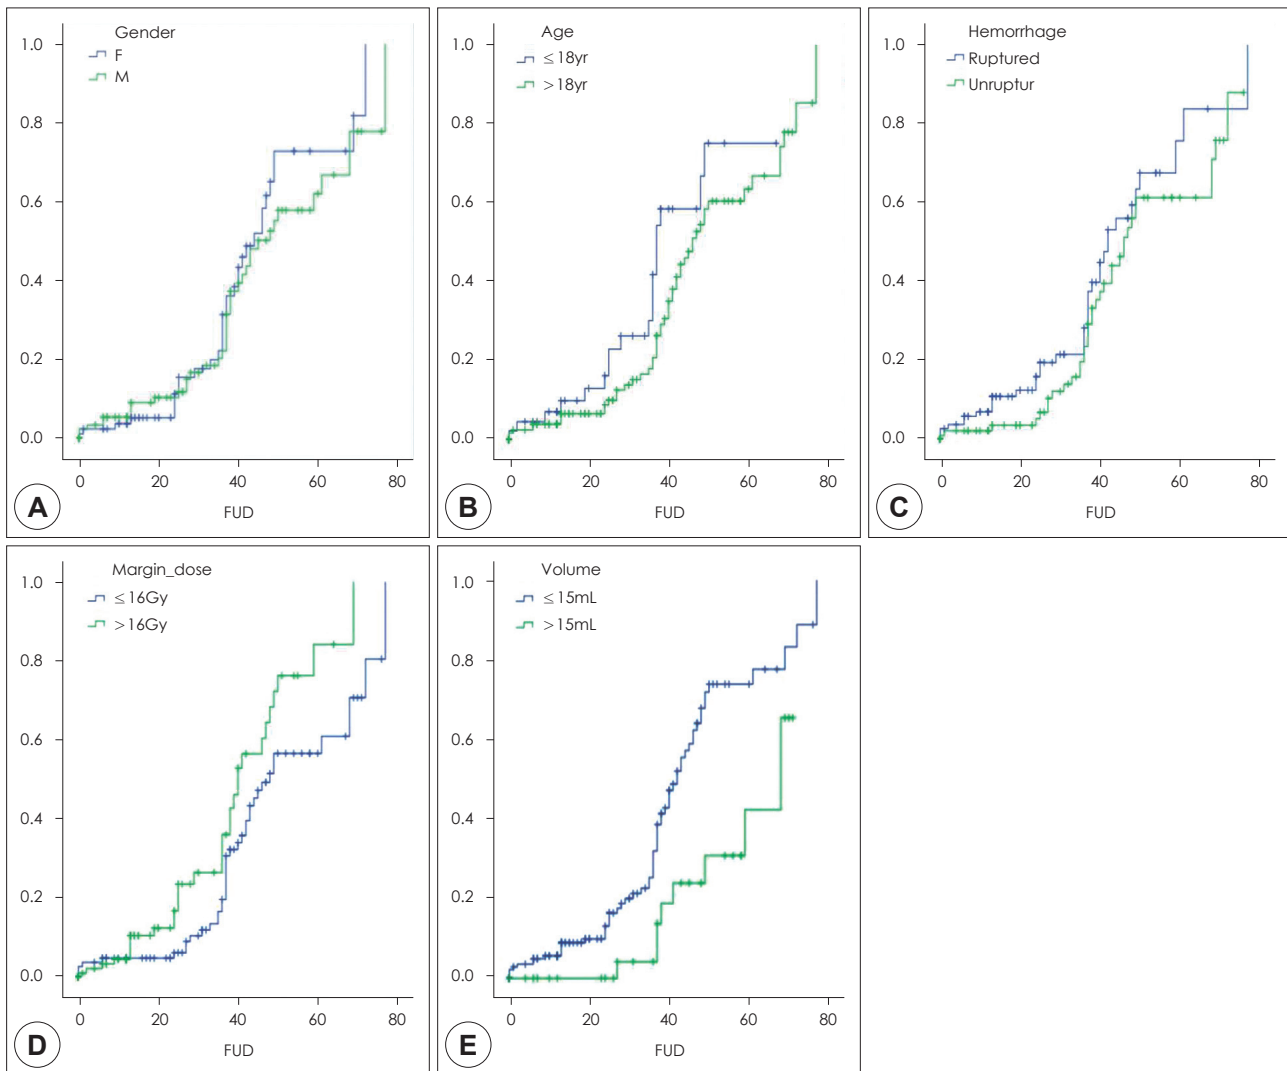 Gender
F
M
1.0
0.8
0.6
0.4
0.2
0.0
0 20 40 60 80
FUD
A
Age
≤18yr
>18yr
1.0
0.8
0.6
0.4
0.2
0.0
0 20 40 60 80
FUD
B
Hemorrhage
Ruptured
Unruptur
1.0
0.8
0.6
0.4
0.2
0.0
0 20 40 60 80
FUD
C
Margin_dose
≤16Gy
>16Gy
1.0
0.8
0.6
0.4
0.2
0.0
0 20 40 60 80
FUD
D
Volume
≤15mL
>15mL
1.0
0.8
0.6
0.4
0.2
0.0
0 20 40 60 80
FUD
E